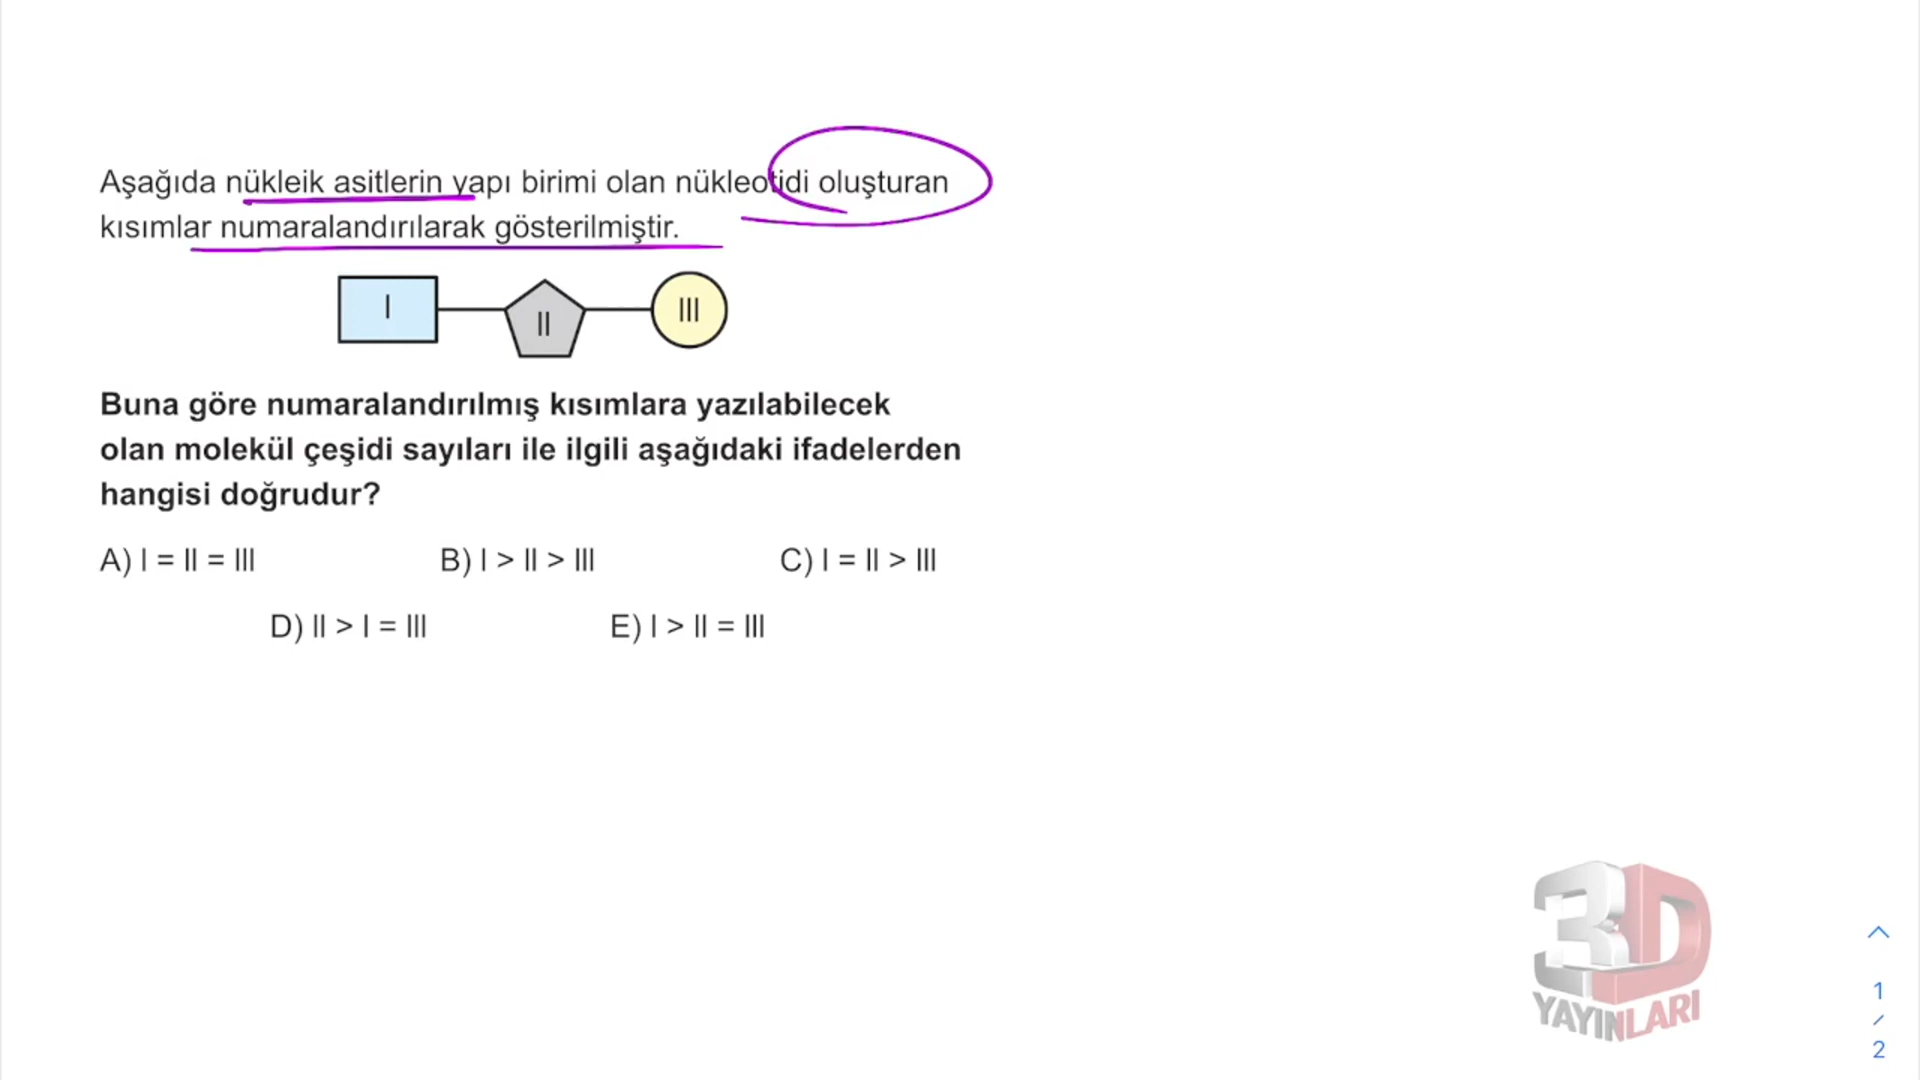 Aşağıda nükleik asitlerin yapı birimi olan nükleotidi oluşturan
kısımlar numaralandırılarak gösterilmiştir.
I II III
Buna göre numaralandırılmış kısımlara yazılabilecek
olan molekül çeşidi sayıları ile ilgili aşağıdaki ifadelerden
hangisi doğrudur?
A) I = II = III B) I > II > III C) I = II > III
D) II > I = III E) I > II = III
3D
YAYINLARI
1
/
2